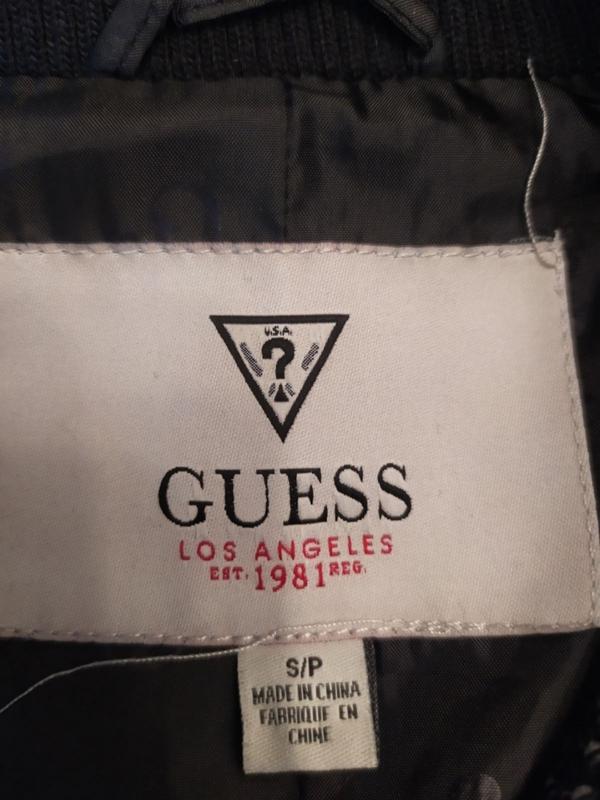 U.S.A.
?
GUESS
LOS ANGELES
EST. 1981 REG.
S/P
MADE IN CHINA
FABRIQUE EN
CHINE